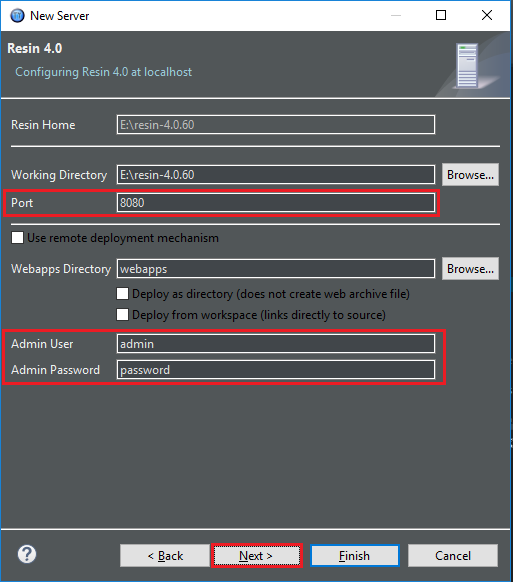 New Server
Resin 4.0
Configuring Resin 4.0 at localhost
Resin Home E:\resin-4.0.60
Working Directory E:\resin-4.0.60 Browse...
Port 8080
Use remote deployment mechanism
Webapps Directory webapps Browse...
Deploy as directory (does not create web archive file)
Deploy from workspace (links directly to source)
Admin User admin
Admin Password password
? < Back Next > Finish Cancel